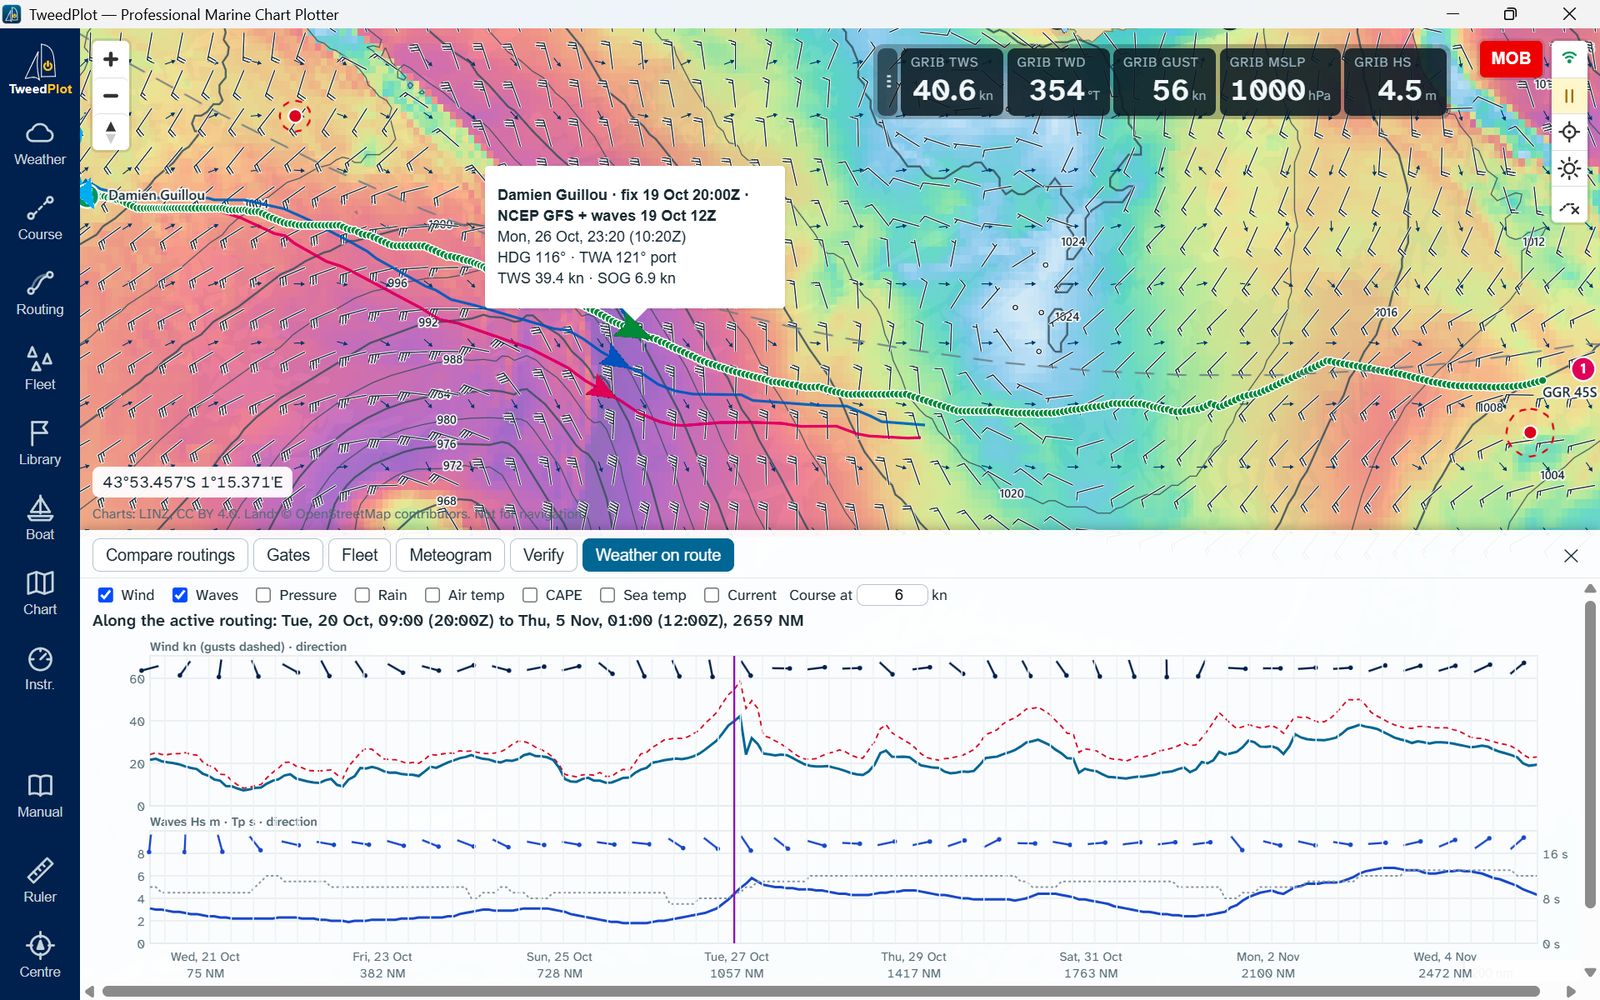 TweedPlot — Professional Marine Chart Plotter
TweedPlot
Weather
Course
Routing
Fleet
Library
Boat
Chart
Instr.
Manual
Ruler
Centre
GRIB TWS
40.6 kn
GRIB TWD
354 °T
GRIB GUST
56 kn
GRIB MSLP
1000 hPa
GRIB HS
4.5 m
MOB
Damien Guillou
Damien Guillou · fix 19 Oct 20:00Z ·
NCEP GFS + waves 19 Oct 12Z
Mon, 26 Oct, 23:20 (10:20Z)
HDG 116° · TWA 121° port
TWS 39.4 kn · SOG 6.9 kn
996
992
988
980
976
972
968
1024
1024
1020
1016
1012
1008
1004
1
GGR 45S
43°53.457'S 1°15.371'E
Charts: LINZ, CC BY 4.0. Land: © OpenStreetMap contributors. Not for navigation.
Compare routings
Gates
Fleet
Meteogram
Verify
Weather on route
Wind
Waves
Pressure
Rain
Air temp
CAPE
Sea temp
Current
Course at 6 kn
Along the active routing: Tue, 20 Oct, 09:00 (20:00Z) to Thu, 5 Nov, 01:00 (12:00Z), 2659 NM
Wind kn (gusts dashed) · direction
60
40
20
0
Waves Hs m · Tp s · direction
8
6
4
2
0
16 s
8 s
0 s
Wed, 21 Oct
75 NM
Fri, 23 Oct
382 NM
Sun, 25 Oct
728 NM
Tue, 27 Oct
1057 NM
Thu, 29 Oct
1417 NM
Sat, 31 Oct
1763 NM
Mon, 2 Nov
2100 NM
Wed, 4 Nov
2472 NM